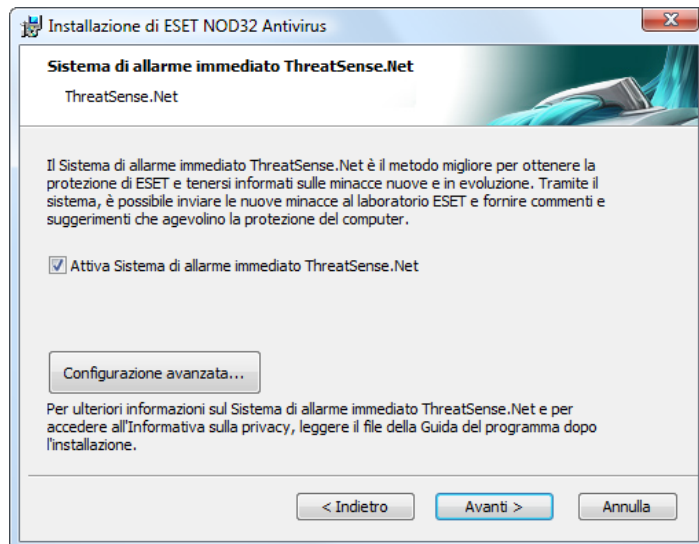 Installazione di ESET NOD32 Antivirus
Sistema di allarme immediato ThreatSense.Net
ThreatSense.Net
Il Sistema di allarme immediato ThreatSense.Net è il metodo migliore per ottenere la
protezione di ESET e tenersi informati sulle minacce nuove e in evoluzione. Tramite il
sistema, è possibile inviare le nuove minacce al laboratorio ESET e fornire commenti e
suggerimenti che agevolino la protezione del computer.
Attiva Sistema di allarme immediato ThreatSense.Net
Configurazione avanzata...
Per ulteriori informazioni sul Sistema di allarme immediato ThreatSense.Net e per
accedere all'Informativa sulla privacy, leggere il file della Guida del programma dopo
l'installazione.
< Indietro
Avanti >
Annulla